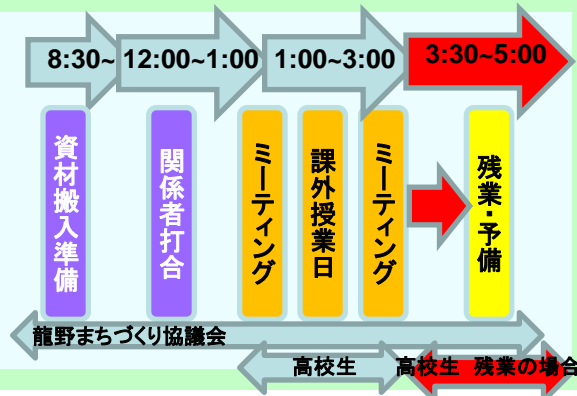 8:30~
12:00~1:00
1:00~3:00
3:30~5:00
資材搬入準備
関係者打合
ミーティング
課外授業日
ミーティング
残業・予備
龍野まちづくり協議会
高校生
高校生 残業の場合